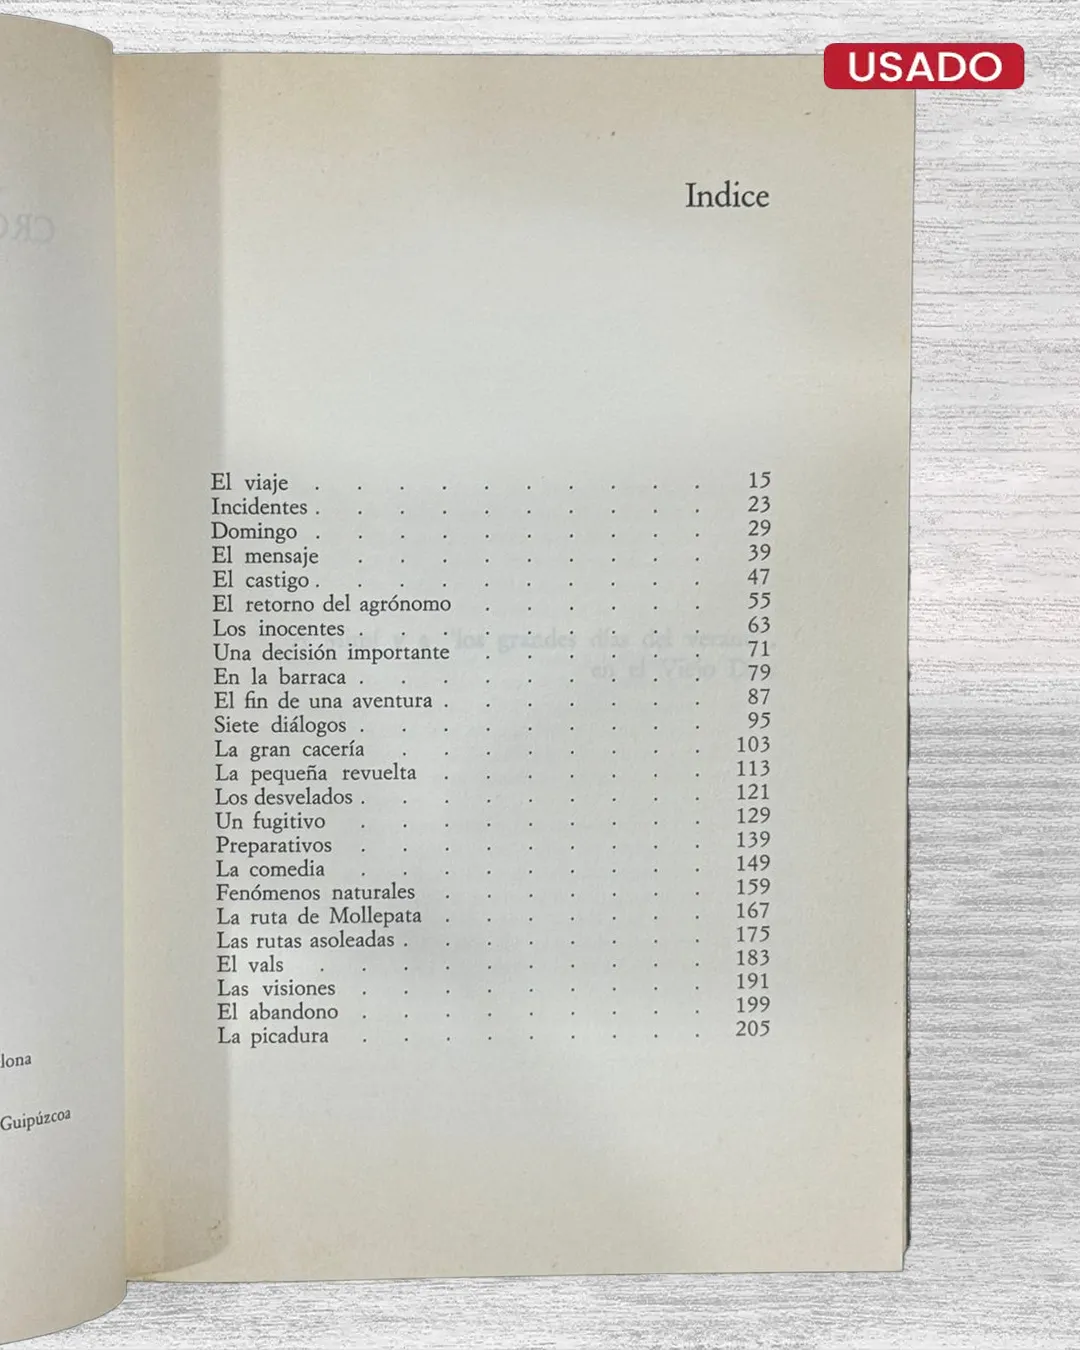 USADO
Indice
El viaje . . . . . . . . . . 15
Incidentes . . . . . . . . . . 23
Domingo . . . . . . . . . . 29
El mensaje . . . . . . . . . 39
El castigo . . . . . . . . . . 47
El retorno del agrónomo . . . . . . 55
Los inocentes . . . . . . . . . 63
Una decisión importante . . . . . . 71
En la barraca . . . . . . . . . 79
El fin de una aventura . . . . . . . 87
Siete diálogos . . . . . . . . . 95
La gran cacería . . . . . . . . 103
La pequeña revuelta . . . . . . . 113
Los desvelados . . . . . . . . . 121
Un fugitivo . . . . . . . . . 129
Preparativos . . . . . . . . . 139
La comedia . . . . . . . . . 149
Fenómenos naturales . . . . . . . 159
La ruta de Mollepata . . . . . . . 167
Las rutas asoleadas . . . . . . . . 175
El vals . . . . . . . . . . 183
Las visiones . . . . . . . . . 191
El abandono . . . . . . . . . 199
La picadura . . . . . . . . . 205
lona
Guipúzcoa